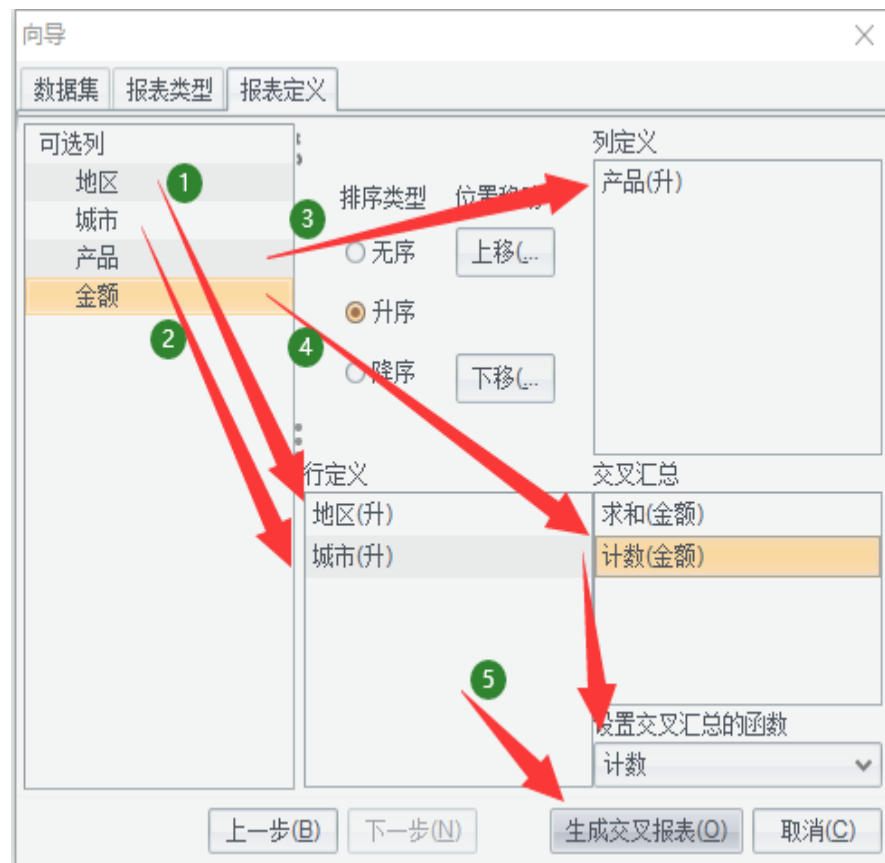 向导
数据集 报表类型 报表定义
可选列
地区
城市
产品
金额
1
2
3
4
排序类型
无序
升序
降序
上移(...
下移(...
列定义
产品(升)
行定义
地区(升)
城市(升)
交叉汇总
求和(金额)
计数(金额)
5
设置交叉汇总的函数
计数
上一步(B) 下一步(N) 生成交叉报表(O) 取消(C)